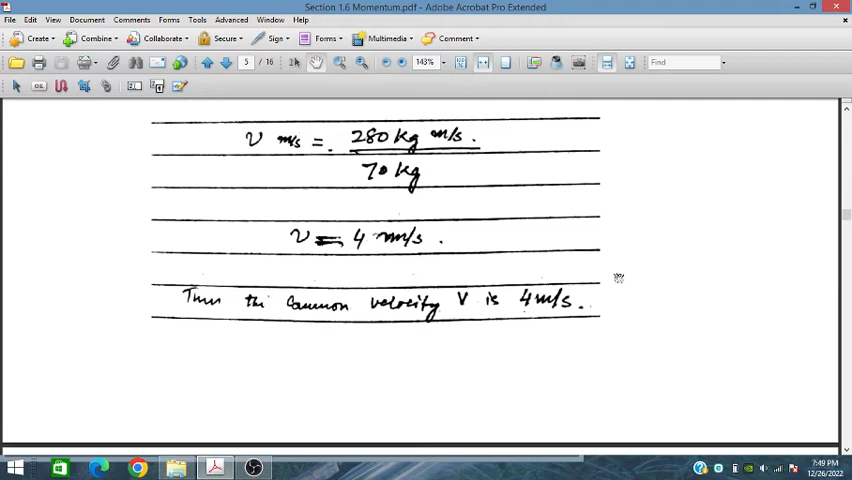 Section 1.6 Momentum.pdf - Adobe Acrobat Pro Extended
File Edit View Document Comments Forms Tools Advanced Window Help
Create Combine Collaborate Secure Sign Forms Multimedia Comment
5 / 16 143% Find
v m/s = 280 kg m/s.
70 kg
v = 4 m/s.
Thus the common velocity V is 4m/s.
7:49 PM
12/26/2022